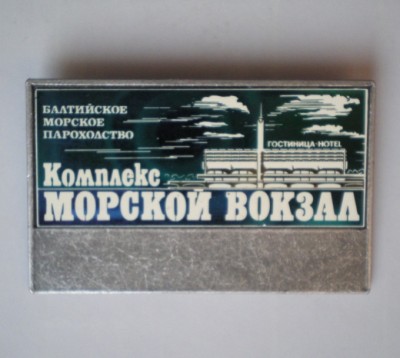 БАЛТИЙСКОЕ
МОРСКОЕ
ПАРОХОДСТВО
ГОСТИНИЦА-HOTEL
Комплекс
МОРСКОЙ ВОКЗАЛ